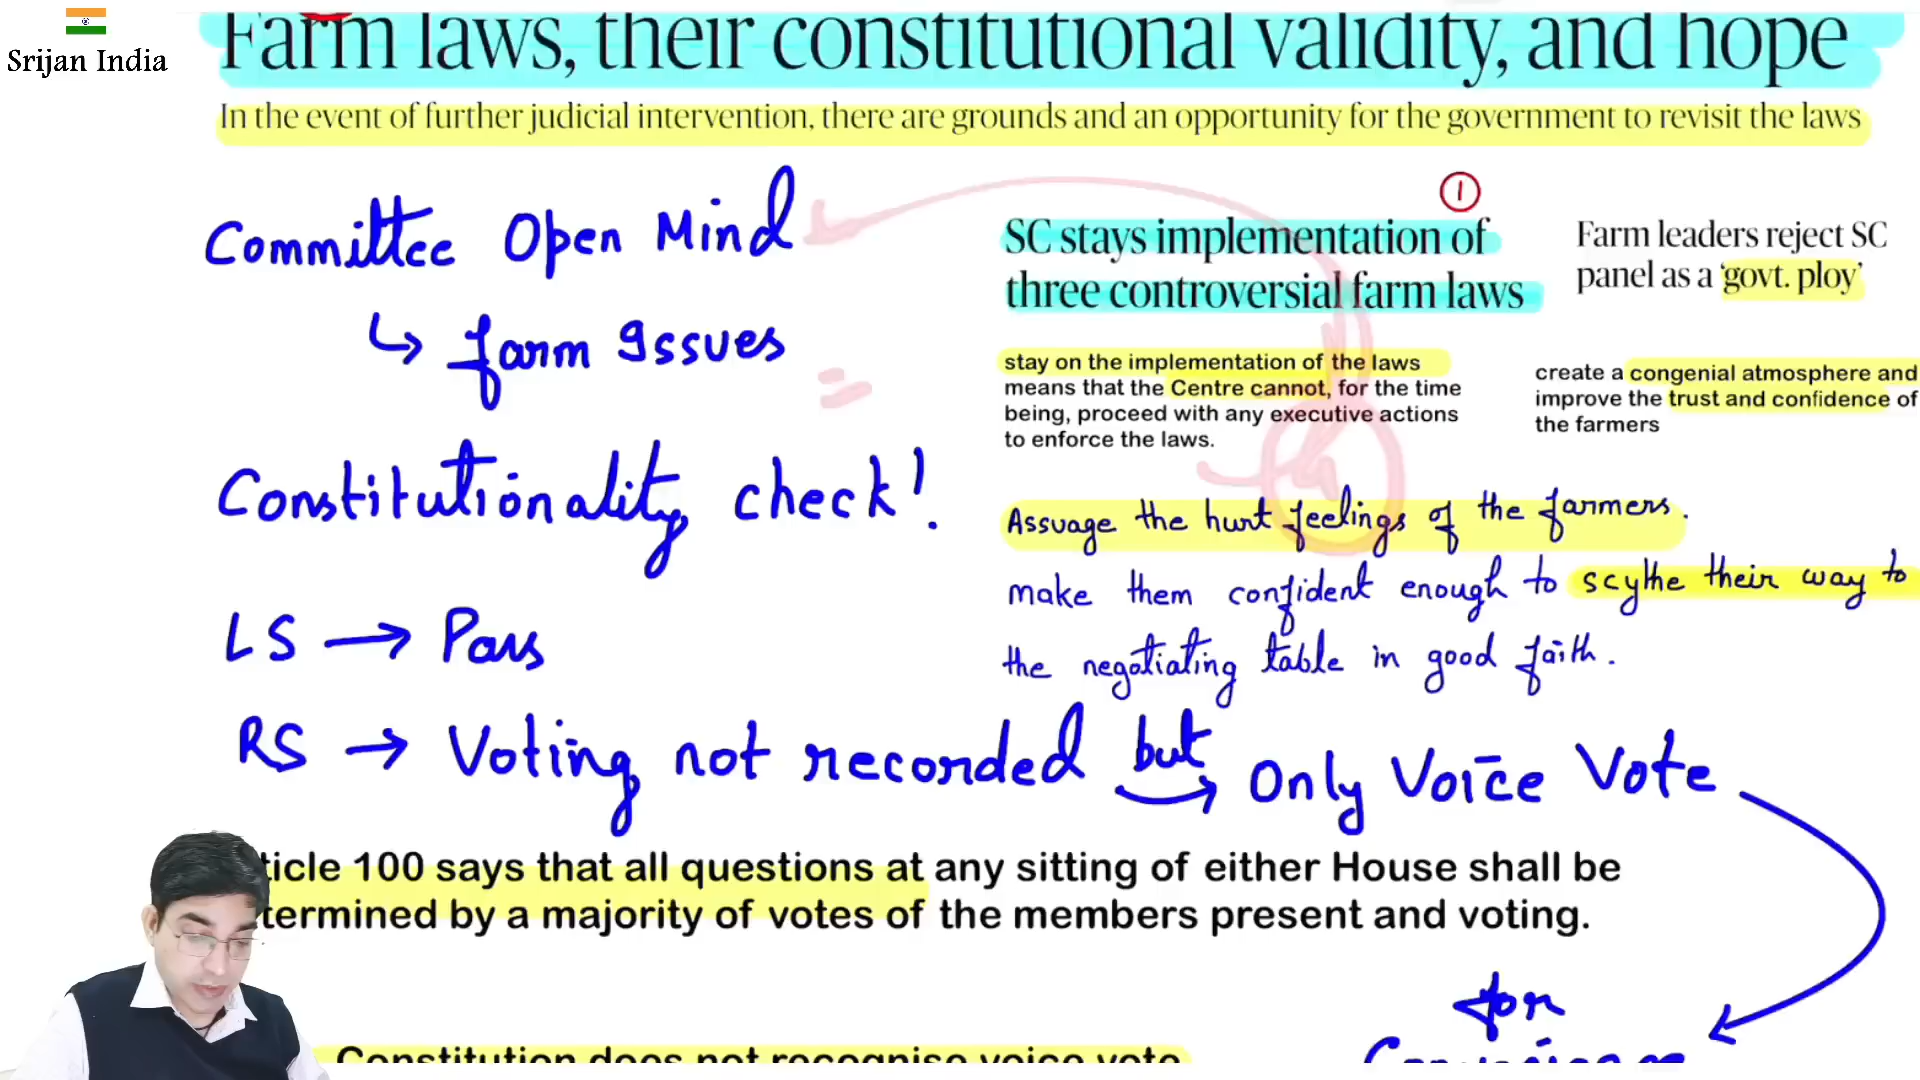 Srijan India
Farm laws, their constitutional validity, and hope
In the event of further judicial intervention, there are grounds and an opportunity for the government to revisit the laws
Committee Open Mind
↳ farm Issues
Constitutionality check!
LS → Pass
RS → Voting not recorded but → Only Voice Vote
1
SC stays implementation of
three controversial farm laws
Farm leaders reject SC
panel as a ‘govt. ploy’
stay on the implementation of the laws
means that the Centre cannot, for the time
being, proceed with any executive actions
to enforce the laws.
create a congenial atmosphere and
improve the trust and confidence of
the farmers
Assuage the hurt feelings of the farmers.
make them confident enough to scythe their way to
the negotiating table in good faith.
ticle 100 says that all questions at any sitting of either House shall be
termined by a majority of votes of the members present and voting.
for
Constitution does not recognise voice vote